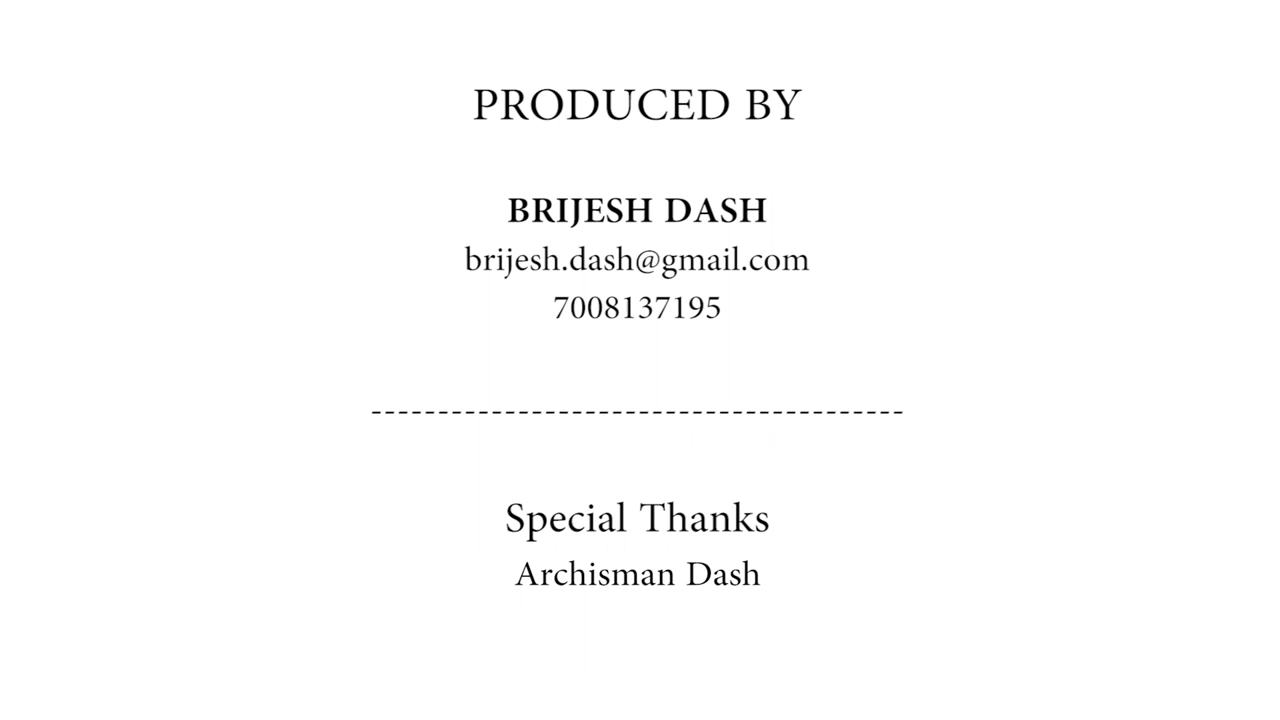 PRODUCED BY
BRIJESH DASH
brijesh.dash@gmail.com
7008137195
----------------------------------------
Special Thanks
Archisman Dash